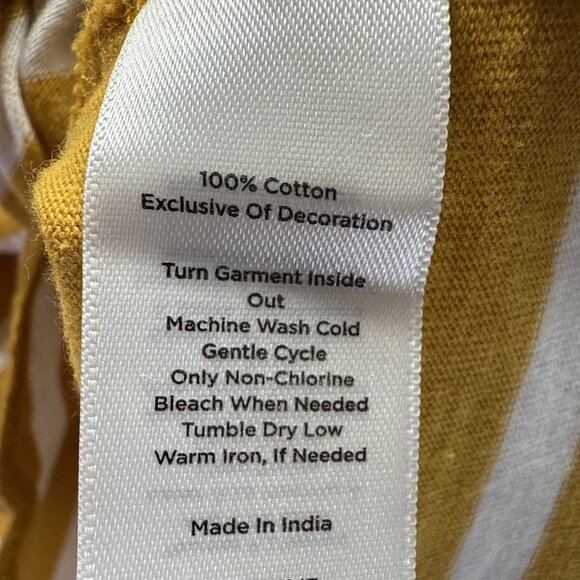 100% Cotton
Exclusive Of Decoration
Turn Garment Inside
Out
Machine Wash Cold
Gentle Cycle
Only Non-Chlorine
Bleach When Needed
Tumble Dry Low
Warm Iron, If Needed
Made In India